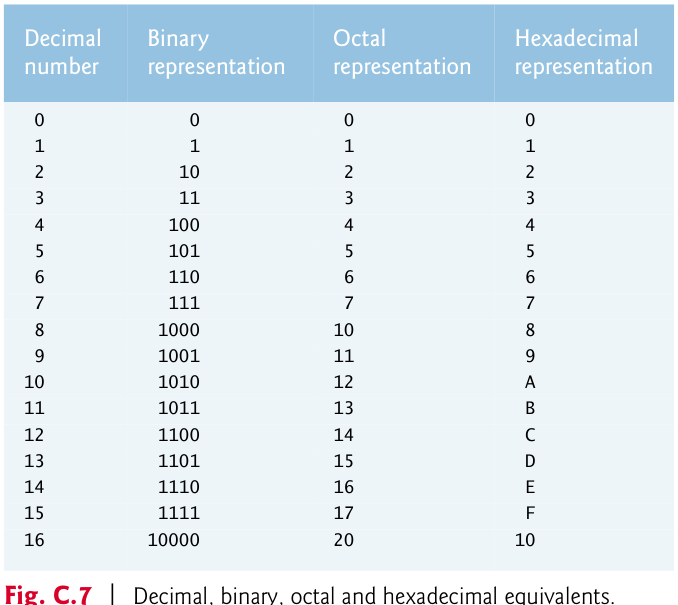 Decimal number Binary representation Octal representation Hexadecimal representation
0 0 0 0
1 1 1 1
2 10 2 2
3 11 3 3
4 100 4 4
5 101 5 5
6 110 6 6
7 111 7 7
8 1000 10 8
9 1001 11 9
10 1010 12 A
11 1011 13 B
12 1100 14 C
13 1101 15 D
14 1110 16 E
15 1111 17 F
16 10000 20 10
Fig. C.7 | Decimal, binary, octal and hexadecimal equivalents.